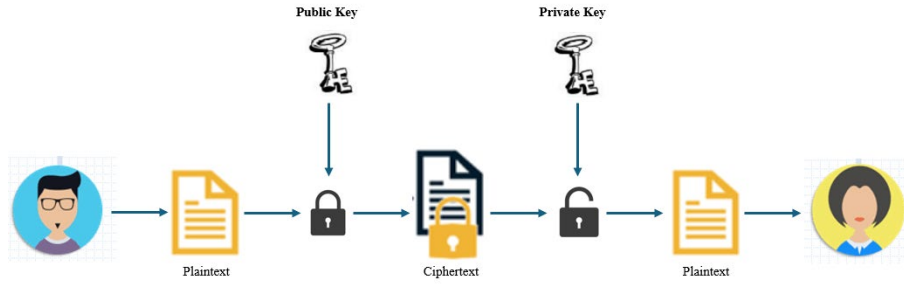 Public Key
Private Key
Plaintext
Ciphertext
Plaintext